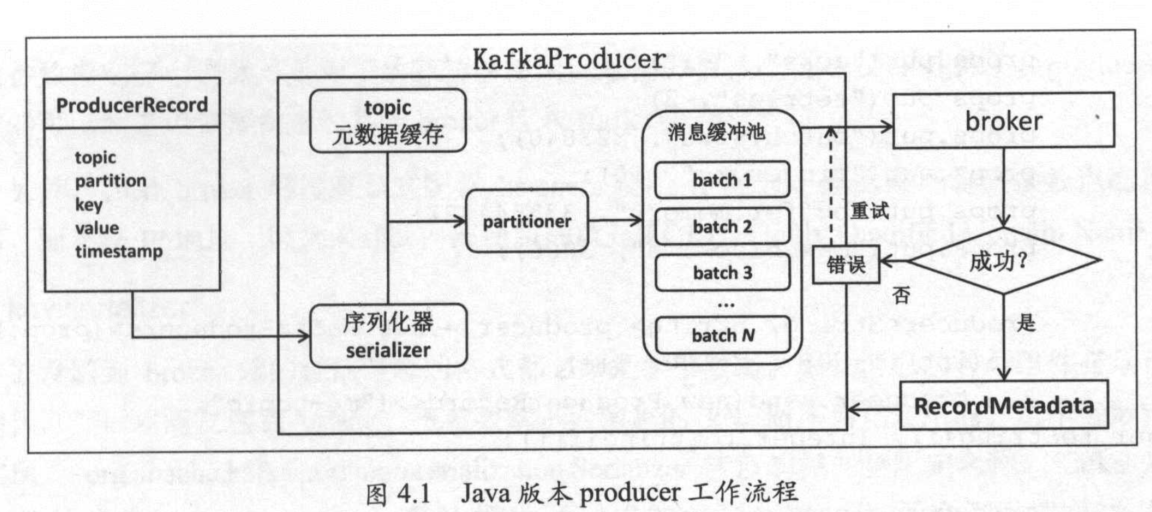 KafkaProducer
ProducerRecord
topic
partition
key
value
timestamp
topic
元数据缓存
序列化器
serializer
partitioner
消息缓冲池
batch 1
batch 2
batch 3
...
batch N
broker
重试
错误
成功?
否
是
RecordMetadata
图 4.1 Java 版本 producer 工作流程